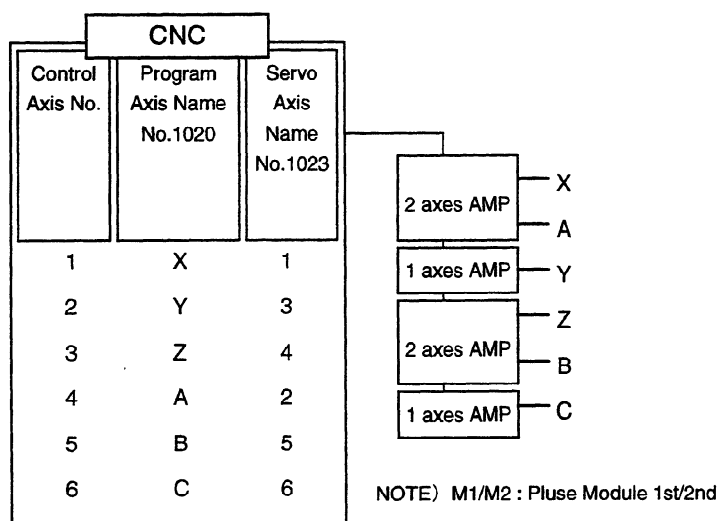 CNC
Control Program Servo
Axis No. Axis Name Axis
No.1020 Name
No.1023
1 X 1
2 Y 3
3 Z 4
4 A 2
5 B 5
6 C 6
2 axes AMP
X
A
1 axes AMP
Y
2 axes AMP
Z
B
1 axes AMP
C
NOTE) M1/M2 : Pluse Module 1st/2nd